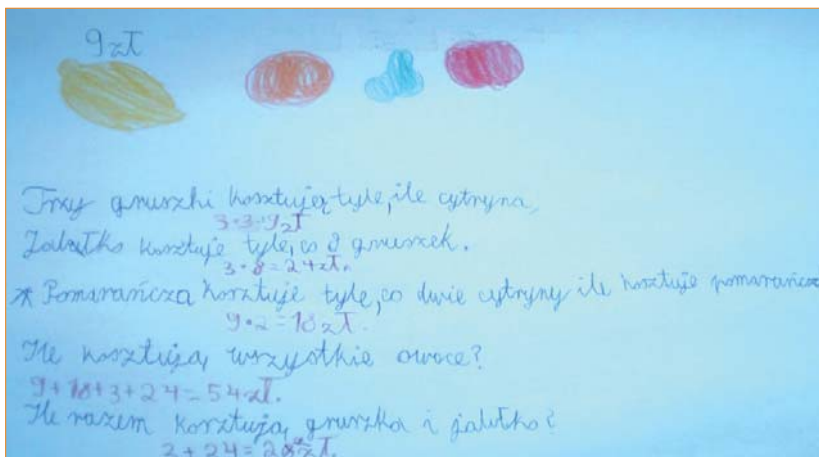 9zł
Trzy gruszki kosztują tyle, ile cytryna,
3·3=9zł
Jabłko kosztuje tyle, co 8 gruszek.
3·8=24zł.
* Pomarańcza kosztuje tyle, co dwie cytryny ile kosztuje pomarańcza
9·2=18zł.
Ile kosztują wszystkie owoce?
9+18+3+24=54zł.
Ile razem kosztują gruszka i jabłko?
+24= zł.